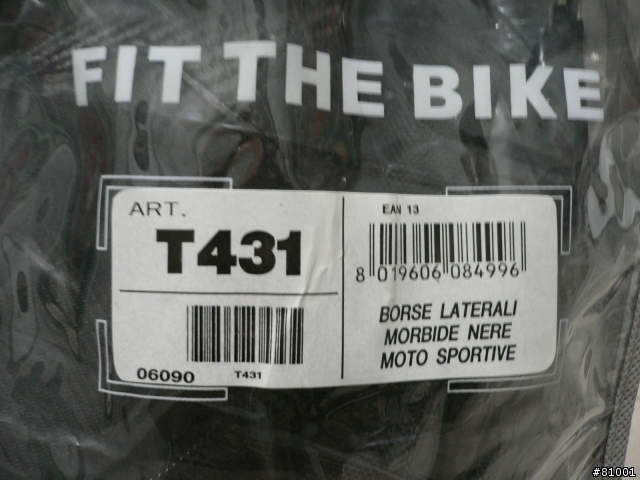 FIT THE BIKE
ART.
T431
06090
T431
EAN 13
8 019606 084996
BORSE LATERALI
MORBIDE NERE
MOTO SPORTIVE
#81001